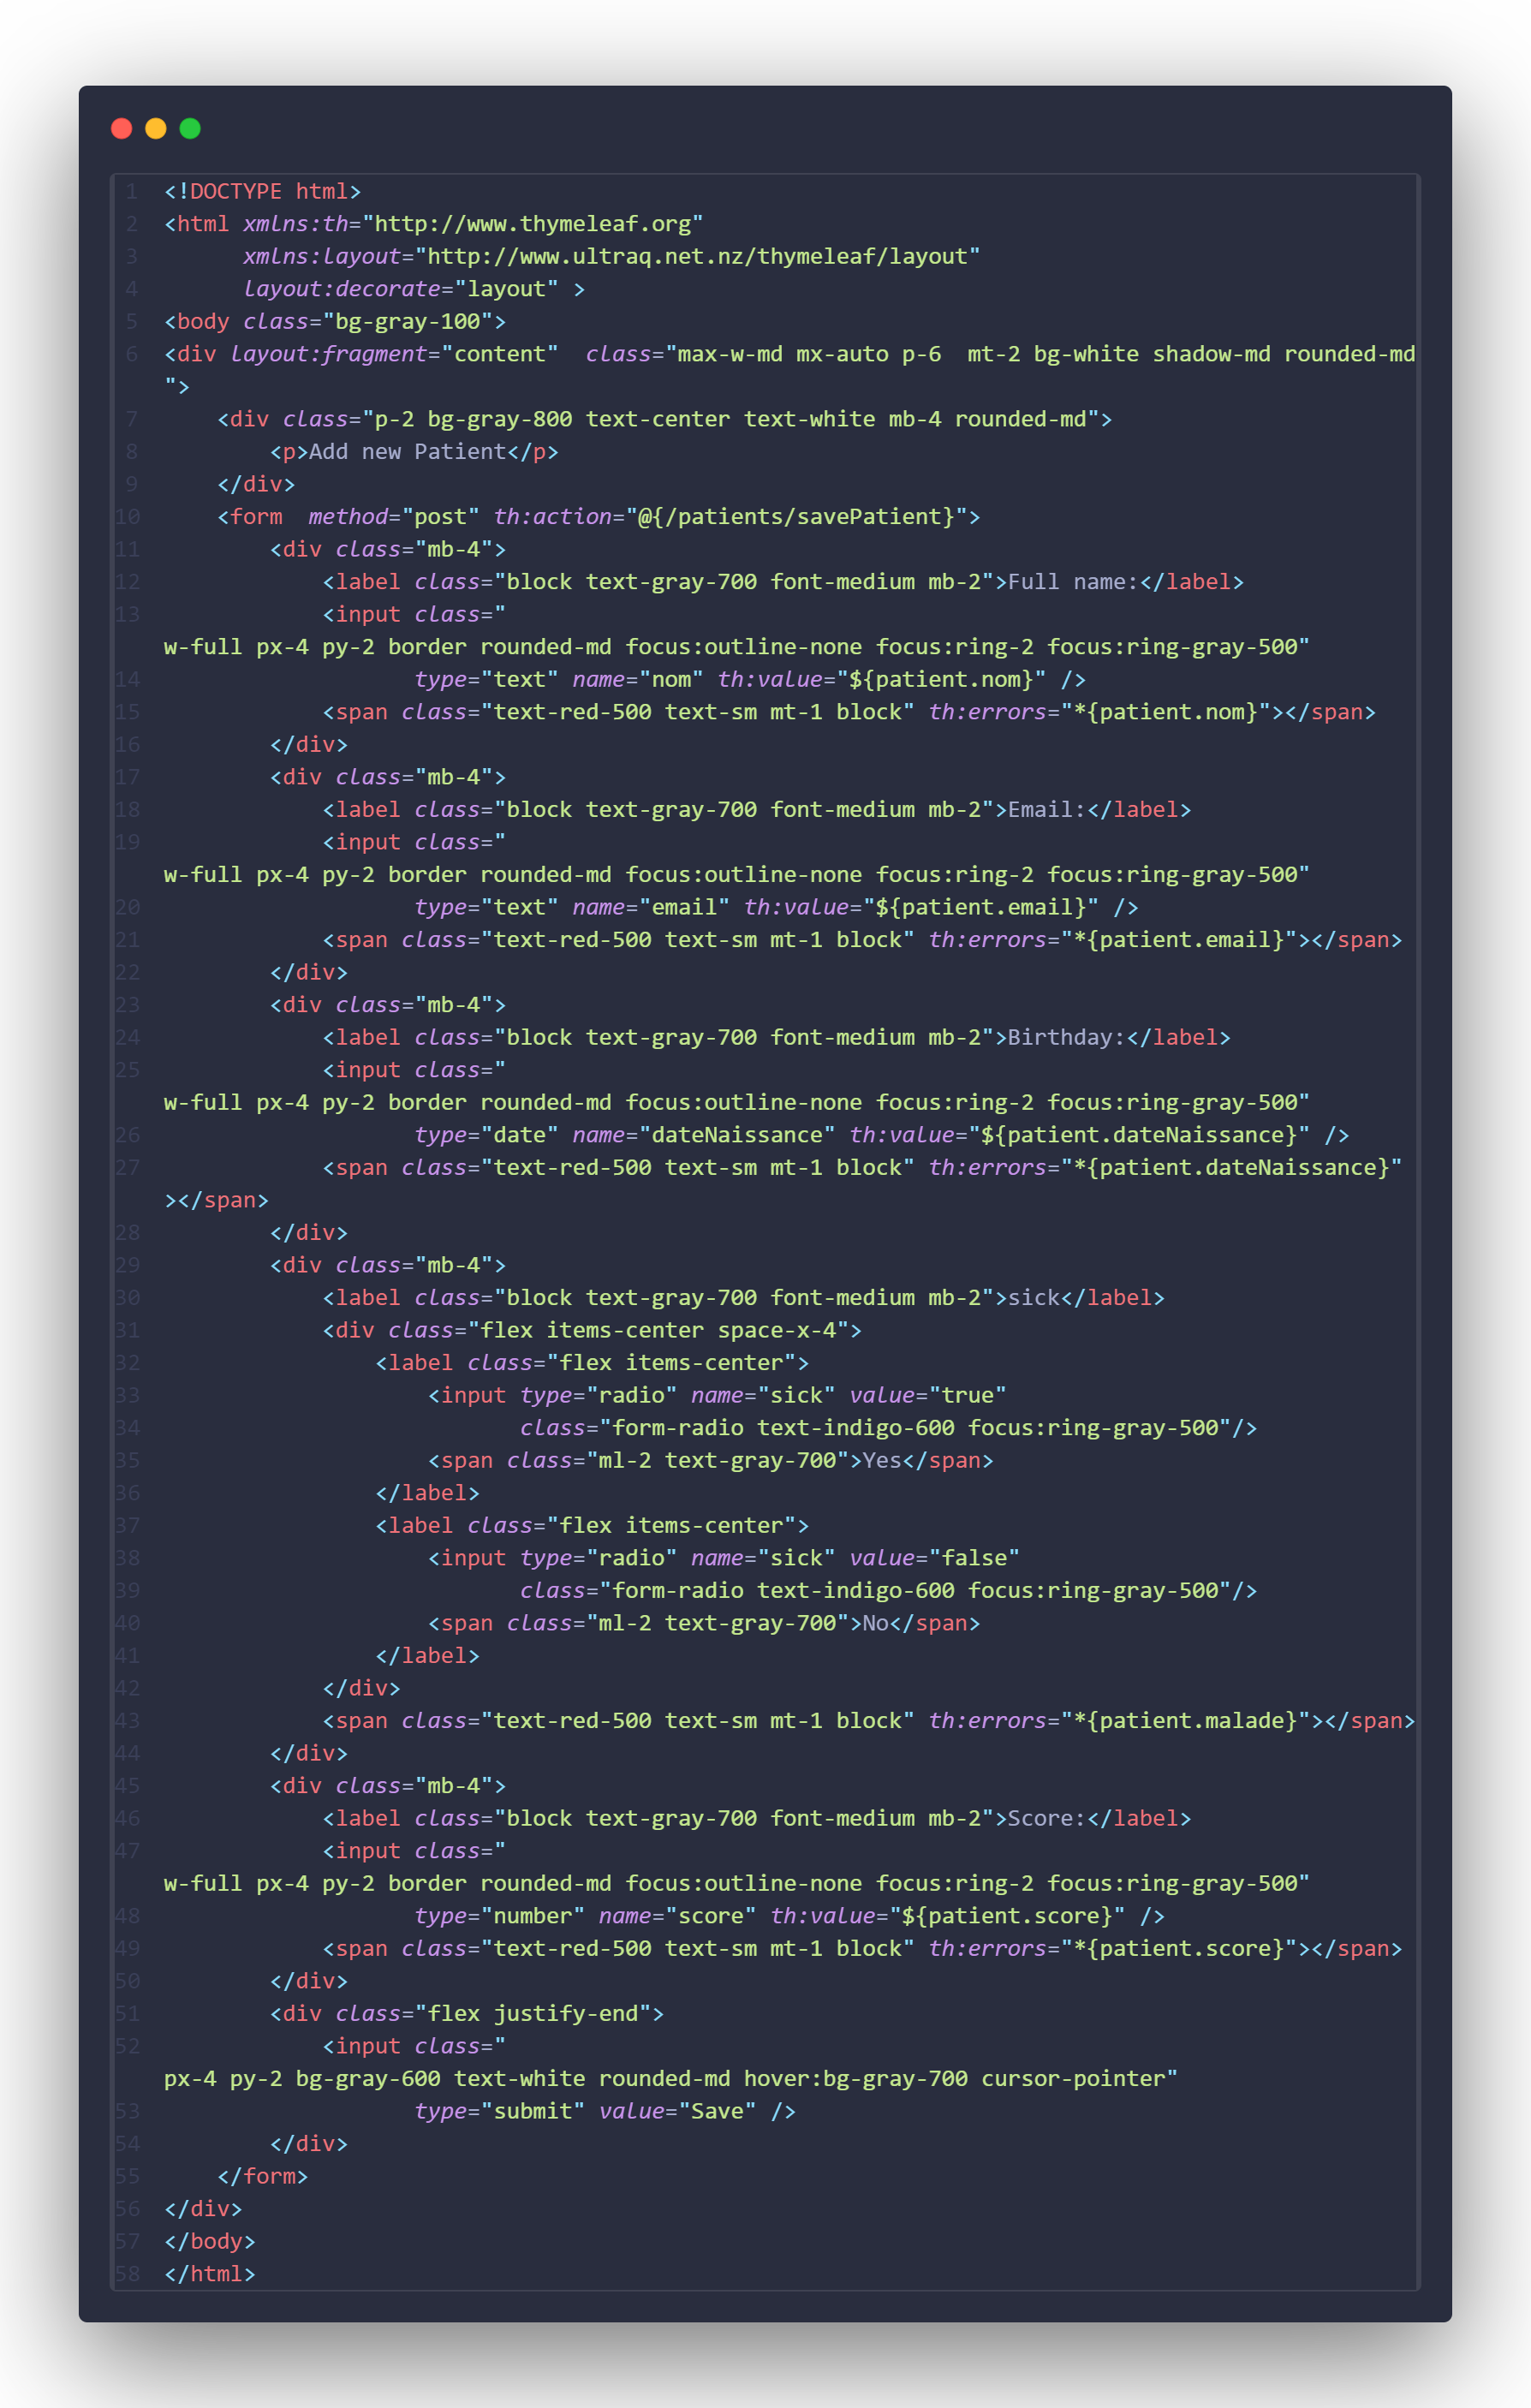 1 <!DOCTYPE html>
2 <html xmlns:th="http://www.thymeleaf.org"
3       xmlns:layout="http://www.ultraq.net.nz/thymeleaf/layout"
4       layout:decorate="layout" >
5 <body class="bg-gray-100">
6 <div layout:fragment="content"  class="max-w-md mx-auto p-6  mt-2 bg-white shadow-md rounded-md
">
7     <div class="p-2 bg-gray-800 text-center text-white mb-4 rounded-md">
8         <p>Add new Patient</p>
9     </div>
10     <form  method="post" th:action="@{/patients/savePatient}">
11         <div class="mb-4">
12             <label class="block text-gray-700 font-medium mb-2">Full name:</label>
13             <input class="
w-full px-4 py-2 border rounded-md focus:outline-none focus:ring-2 focus:ring-gray-500"
14                    type="text" name="nom" th:value="${patient.nom}" />
15             <span class="text-red-500 text-sm mt-1 block" th:errors="*{patient.nom}"></span>
16         </div>
17         <div class="mb-4">
18             <label class="block text-gray-700 font-medium mb-2">Email:</label>
19             <input class="
w-full px-4 py-2 border rounded-md focus:outline-none focus:ring-2 focus:ring-gray-500"
20                    type="text" name="email" th:value="${patient.email}" />
21             <span class="text-red-500 text-sm mt-1 block" th:errors="*{patient.email}"></span>
22         </div>
23         <div class="mb-4">
24             <label class="block text-gray-700 font-medium mb-2">Birthday:</label>
25             <input class="
w-full px-4 py-2 border rounded-md focus:outline-none focus:ring-2 focus:ring-gray-500"
26                    type="date" name="dateNaissance" th:value="${patient.dateNaissance}" />
27             <span class="text-red-500 text-sm mt-1 block" th:errors="*{patient.dateNaissance}"
></span>
28         </div>
29         <div class="mb-4">
30             <label class="block text-gray-700 font-medium mb-2">sick</label>
31             <div class="flex items-center space-x-4">
32                 <label class="flex items-center">
33                     <input type="radio" name="sick" value="true"
34                            class="form-radio text-indigo-600 focus:ring-gray-500"/>
35                     <span class="ml-2 text-gray-700">Yes</span>
36                 </label>
37                 <label class="flex items-center">
38                     <input type="radio" name="sick" value="false"
39                            class="form-radio text-indigo-600 focus:ring-gray-500"/>
40                     <span class="ml-2 text-gray-700">No</span>
41                 </label>
42             </div>
43             <span class="text-red-500 text-sm mt-1 block" th:errors="*{patient.malade}"></span>
44         </div>
45         <div class="mb-4">
46             <label class="block text-gray-700 font-medium mb-2">Score:</label>
47             <input class="
w-full px-4 py-2 border rounded-md focus:outline-none focus:ring-2 focus:ring-gray-500"
48                    type="number" name="score" th:value="${patient.score}" />
49             <span class="text-red-500 text-sm mt-1 block" th:errors="*{patient.score}"></span>
50         </div>
51         <div class="flex justify-end">
52             <input class="
px-4 py-2 bg-gray-600 text-white rounded-md hover:bg-gray-700 cursor-pointer"
53                    type="submit" value="Save" />
54         </div>
55     </form>
56 </div>
57 </body>
58 </html>